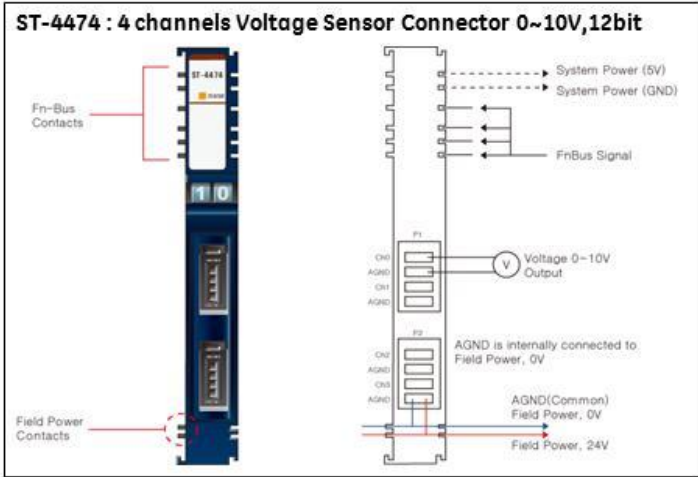 ST-4474 : 4 channels Voltage Sensor Connector 0~10V,12bit
ST-4474
Fn-Bus
Contacts
10
Field Power
Contacts
System Power (5V)
System Power (GND)
FnBus Signal
P1
Ch0
AGND
Ch1
AGND
V
Voltage 0~10V
Output
P2
Ch2
AGND
Ch3
AGND
AGND is internally connected to
Field Power, 0V
AGND(Common)
Field Power, 0V
Field Power, 24V